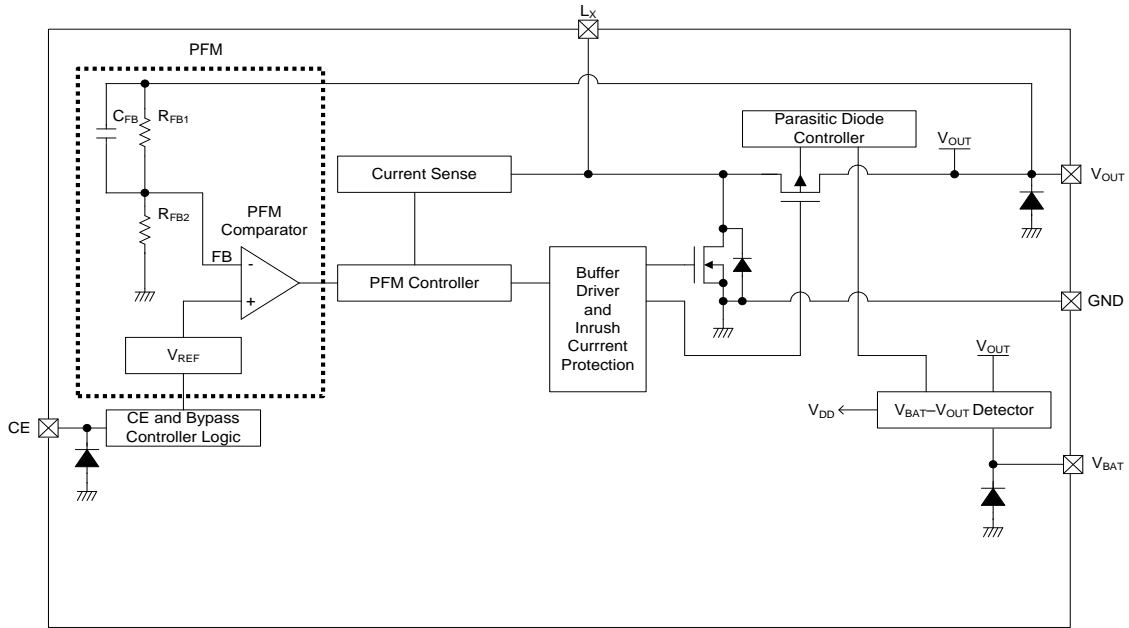 LX
PFM
CFB
RFB1
Parasitic Diode
Controller
VOUT
Current Sense
VOUT
RFB2
PFM
Comparator
FB
-
+
PFM Controller
Buffer
Driver
and
Inrush
Currrent
Protection
GND
VREF
VOUT
CE
CE and Bypass
Controller Logic
VDD
VBAT–VOUT Detector
VBAT